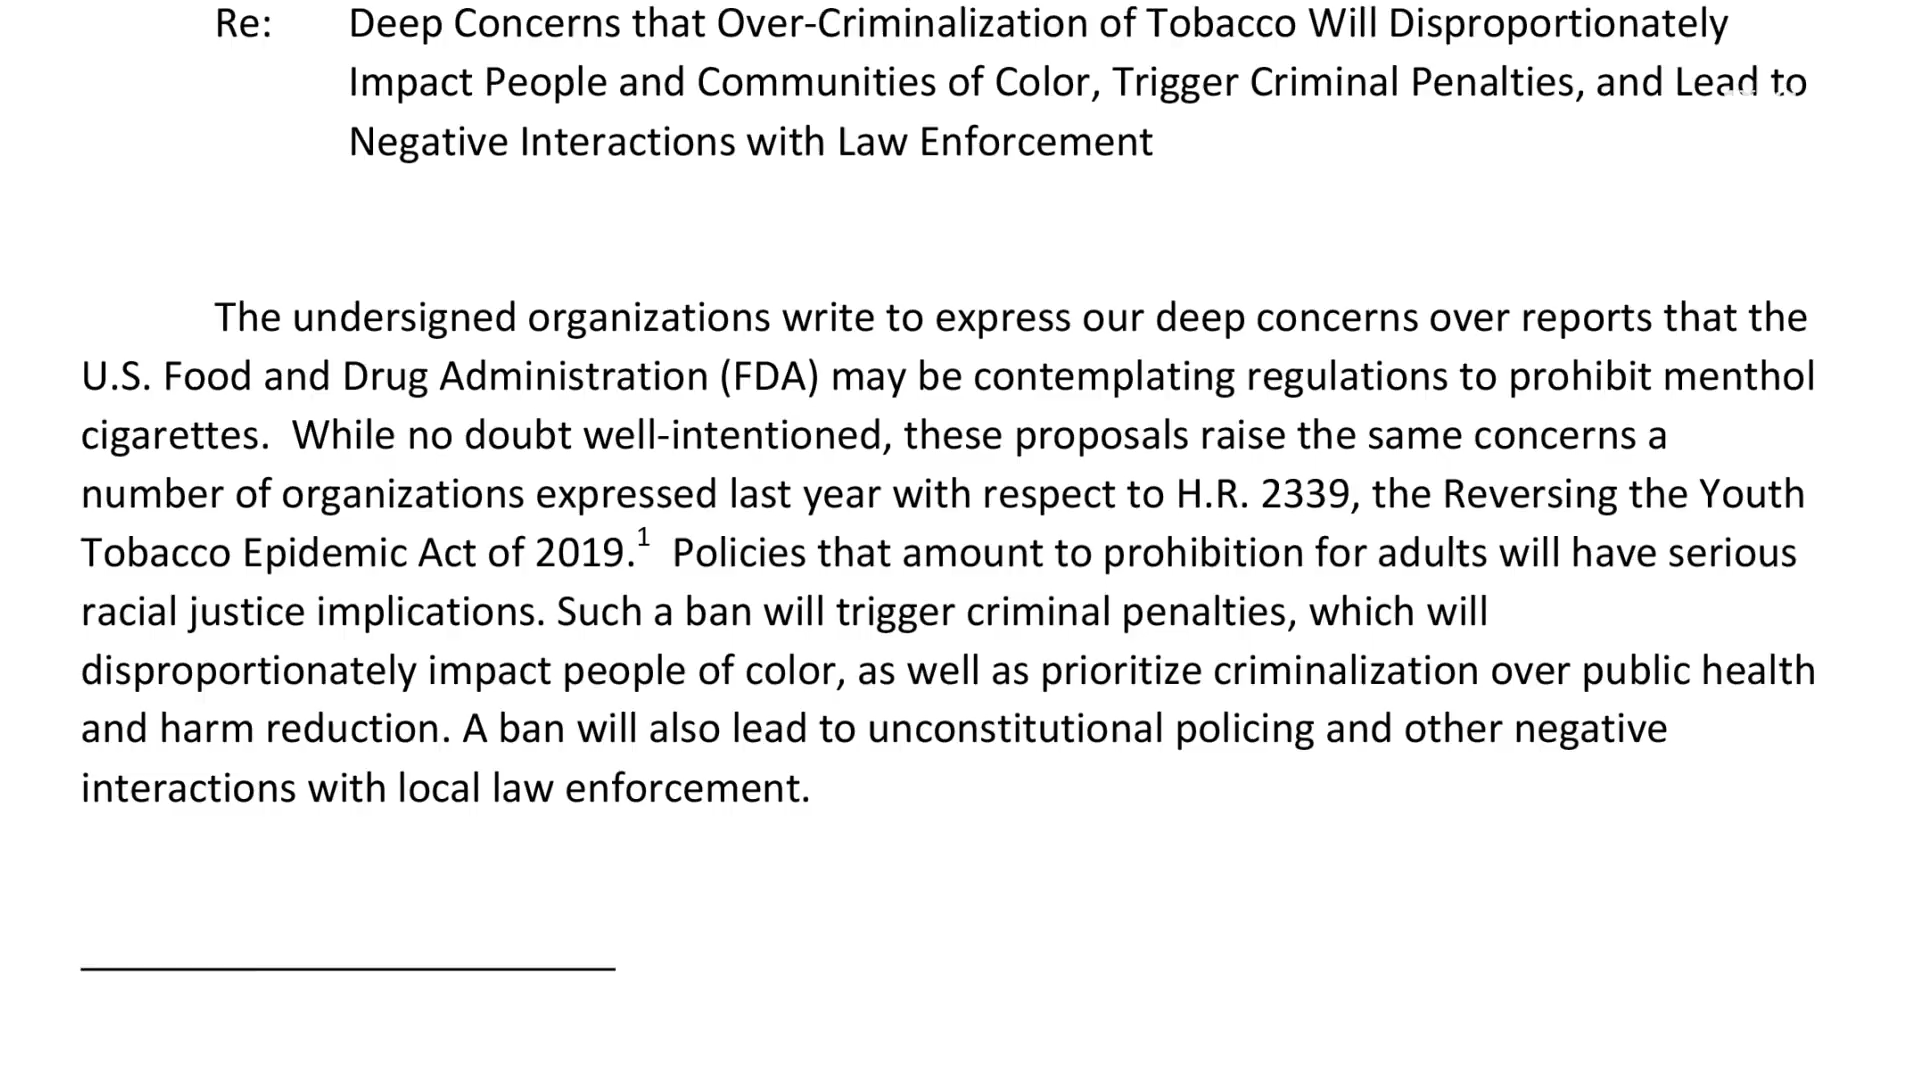 Re: Deep Concerns that Over-Criminalization of Tobacco Will Disproportionately
Impact People and Communities of Color, Trigger Criminal Penalties, and Lead to
Negative Interactions with Law Enforcement
The undersigned organizations write to express our deep concerns over reports that the
U.S. Food and Drug Administration (FDA) may be contemplating regulations to prohibit menthol
cigarettes.  While no doubt well-intentioned, these proposals raise the same concerns a
number of organizations expressed last year with respect to H.R. 2339, the Reversing the Youth
Tobacco Epidemic Act of 2019.1  Policies that amount to prohibition for adults will have serious
racial justice implications. Such a ban will trigger criminal penalties, which will
disproportionately impact people of color, as well as prioritize criminalization over public health
and harm reduction. A ban will also lead to unconstitutional policing and other negative
interactions with local law enforcement.